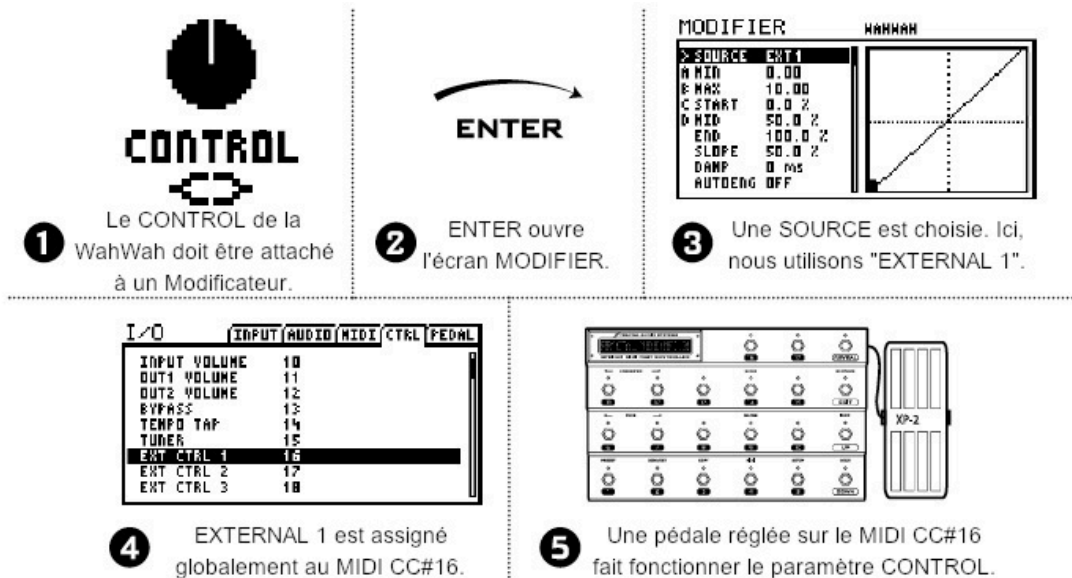 CONTROL
1 Le CONTROL de la
WahWah doit être attaché
à un Modificateur.
ENTER
2 ENTER ouvre
l'écran MODIFIER.
MODIFIER WAHWAH
> SOURCE EXT1
A MIN 0.00
B MAX 10.00
C START 0.0 %
D MID 50.0 %
END 100.0 %
SLOPE 50.0 %
DAMP 0 ms
AUTOENG OFF
3 Une SOURCE est choisie. Ici,
nous utilisons "EXTERNAL 1".
I/O INPUT AUDIO MIDI CTRL PEDAL
INPUT VOLUME 10
OUT1 VOLUME 11
OUT2 VOLUME 12
BYPASS 13
TEMPO TAP 14
TUNER 15
EXT CTRL 1 16
EXT CTRL 2 17
EXT CTRL 3 18
4 EXTERNAL 1 est assigné
globalement au MIDI CC#16.
XP-2
5 Une pédale réglée sur le MIDI CC#16
fait fonctionner le paramètre CONTROL.